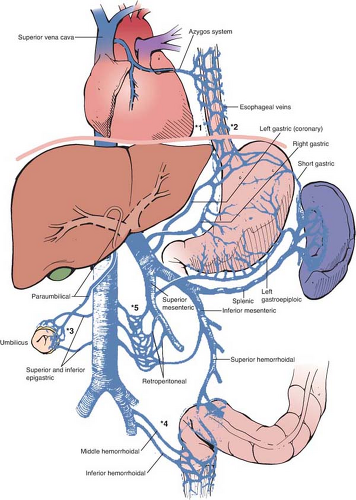 Superior vena cava
Azygos system
Esophageal veins
*1
*2
Left gastric (coronary)
Right gastric
Short gastric
Paraumbilical
*3
Umbilicus
Superior and inferior
epigastric
*5
Superior
mesenteric
Splenic
Left
gastroepiploic
Inferior mesenteric
Retroperitoneal
Superior hemorrhoidal
*4
Middle hemorrhoidal
Inferior hemorrhoidal